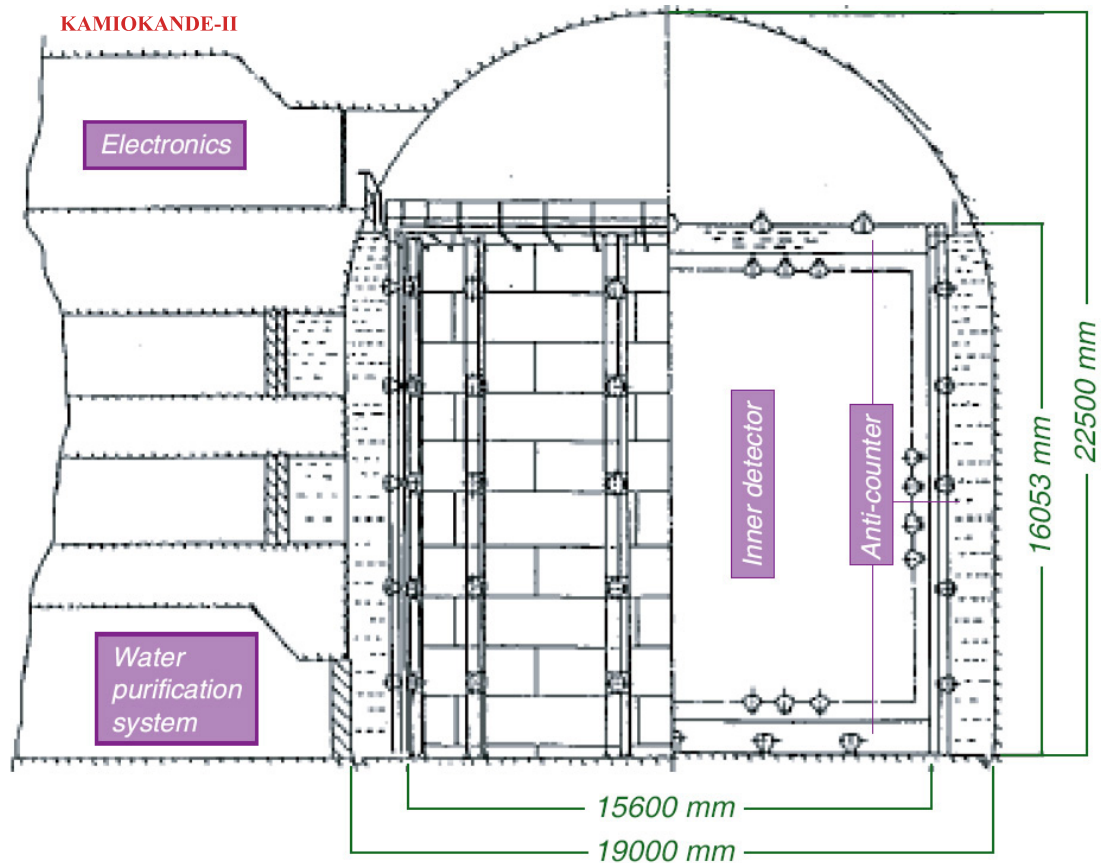 KAMIOKANDE-II
Electronics
Inner detector
Anti-counter
16053 mm
22500 mm
Water
purification
system
15600 mm
19000 mm